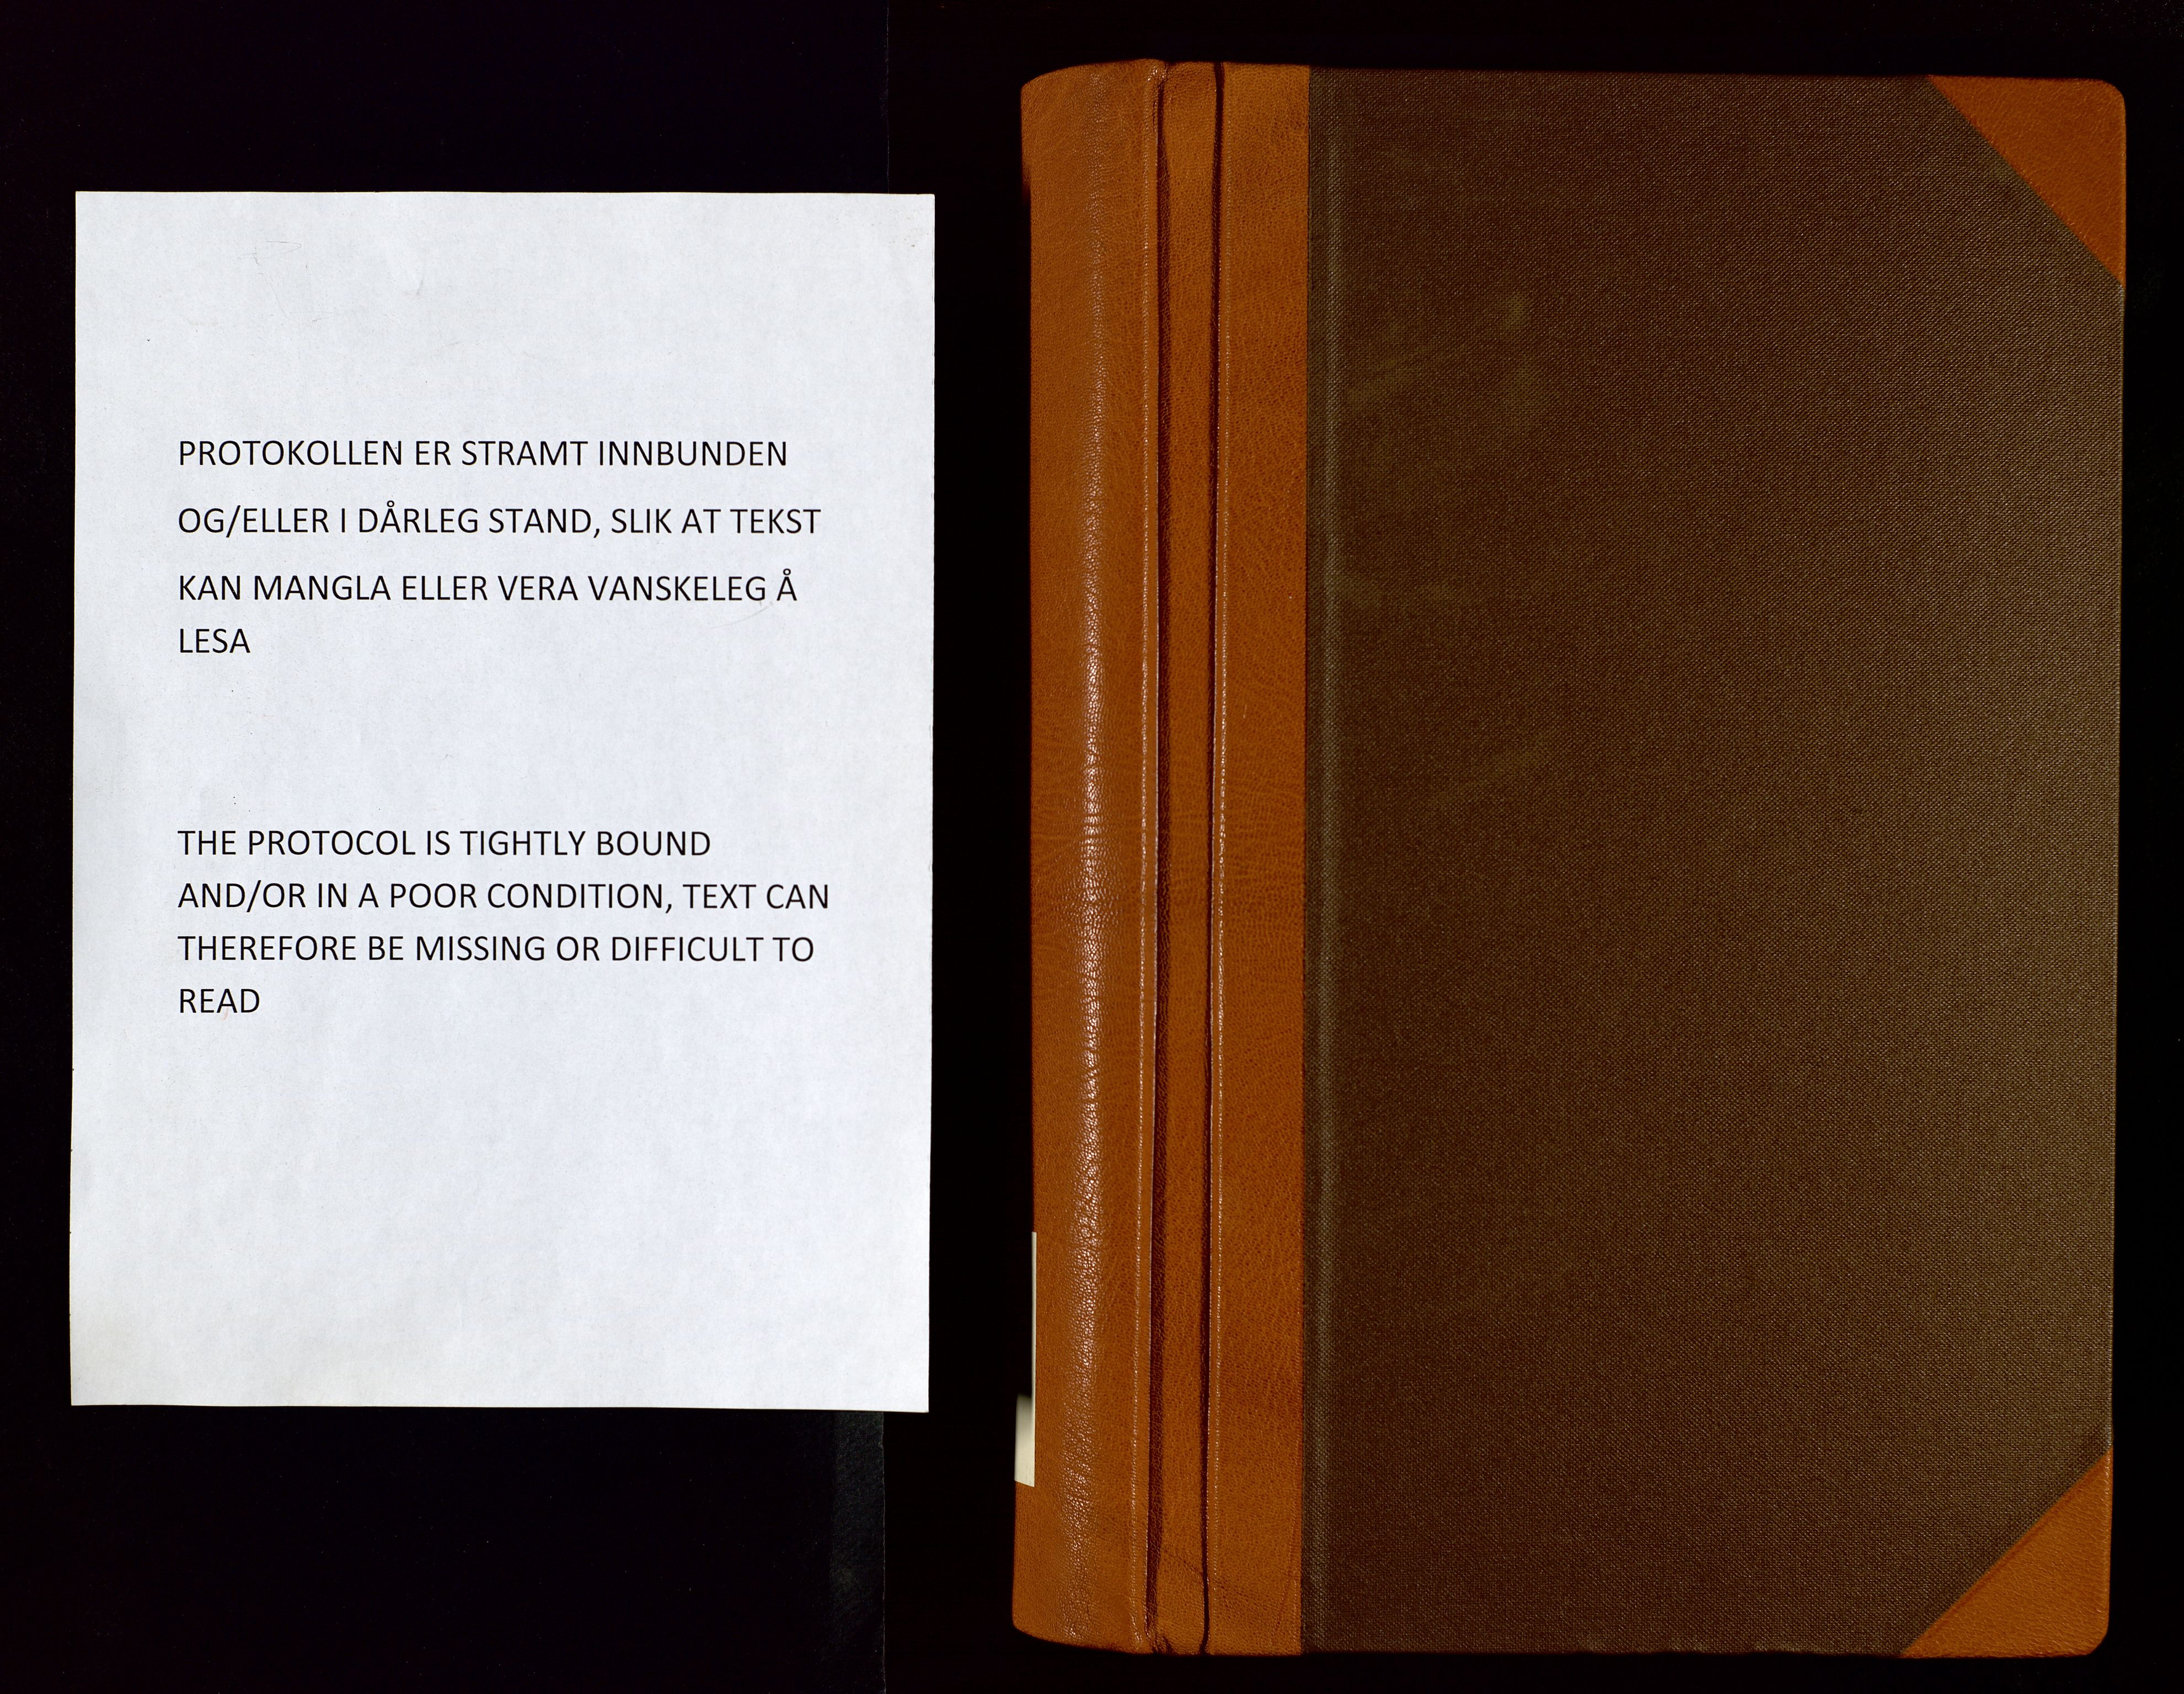 PROTOKOLLEN ER STRAMT INNBUNDEN
OG/ELLER I DÅRLEG STAND, SLIK AT TEKST
KAN MANGLA ELLER VERA VANSKELEG Å
LESA
THE PROTOCOL IS TIGHTLY BOUND
AND/OR IN A POOR CONDITION, TEXT CAN
THEREFORE BE MISSING OR DIFFICULT TO
READ